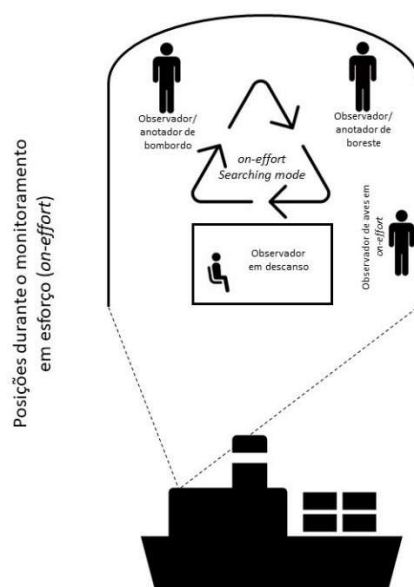 Observador/
anotador de
bombordo
Observador/
anotador de
boreste
on-effort
Searching mode
Observador
em descanso
Observador de aves em
on-effort
Posições durante o monitoramento
em esforço (on-effort)